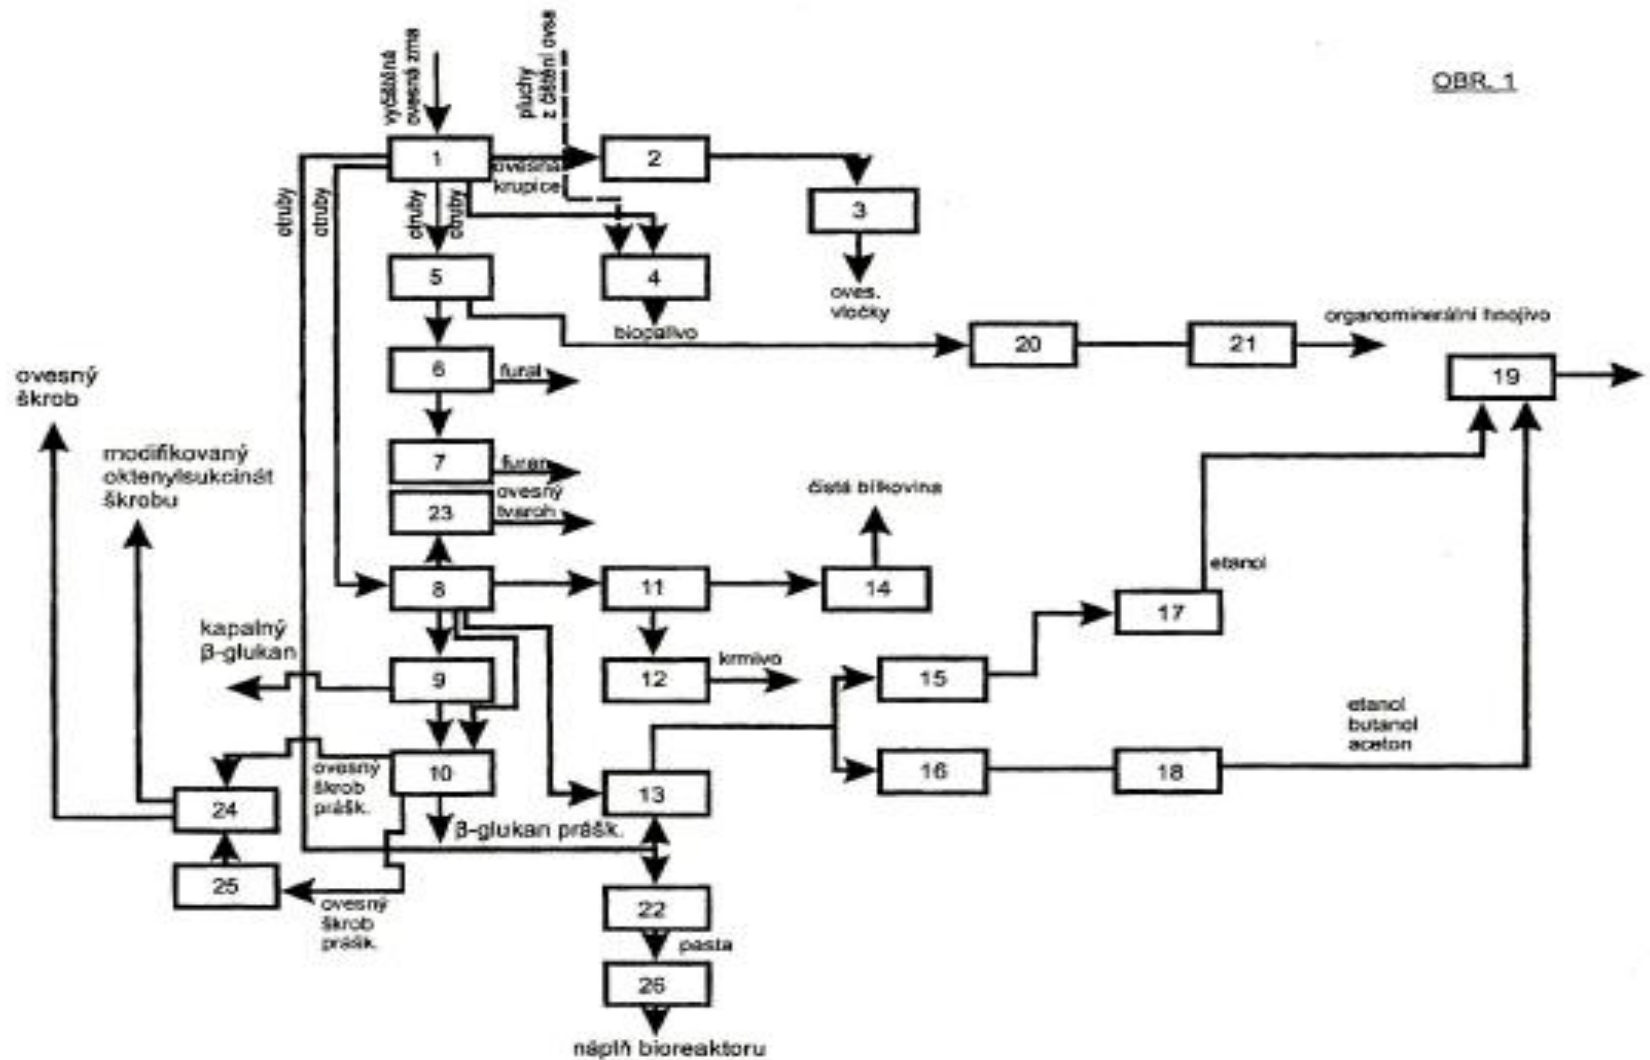 OBR. 1
vyčištěná
ovesná zrna
pluchy
z čištění ovsa
1
2
ovesná
krupice
3
otruby
otruby
otruby
otruby
5
4
oves.
vločky
biopalivo
organominerální hnojivo
20
21
19
6
fural
ovesný
škrob
modifikovaný
oktenylsukcinát
škrobu
7
furan
ovesný
tvaroh
23
čistá bílkovina
8
11
14
etanol
17
kapalný
β-glukan
9
12
krmivo
15
etanol
butanol
aceton
10
ovesný
škrob
prášk.
16
18
24
13
β-glukan prášk.
25
ovesný
škrob
prášk.
22
pasta
26
náplň bioreaktoru